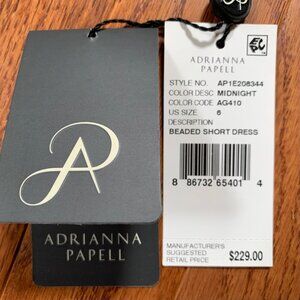 AP
ADRIANNA
PAPELL
ADRIANNA
PAPELL
STYLE NO. AP1E208344
COLOR DESC MIDNIGHT
COLOR CODE AG410
US SIZE 6
DESCRIPTION
BEADED SHORT DRESS
8 86732 65401 4
MANUFACTURER'S
SUGGESTED
RETAIL PRICE $229.00